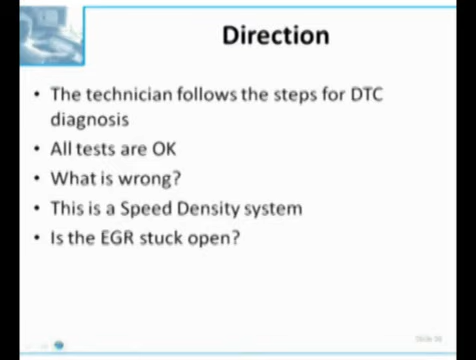 Direction
• The technician follows the steps for DTC
diagnosis
• All tests are OK
• What is wrong?
• This is a Speed Density system
• Is the EGR stuck open?